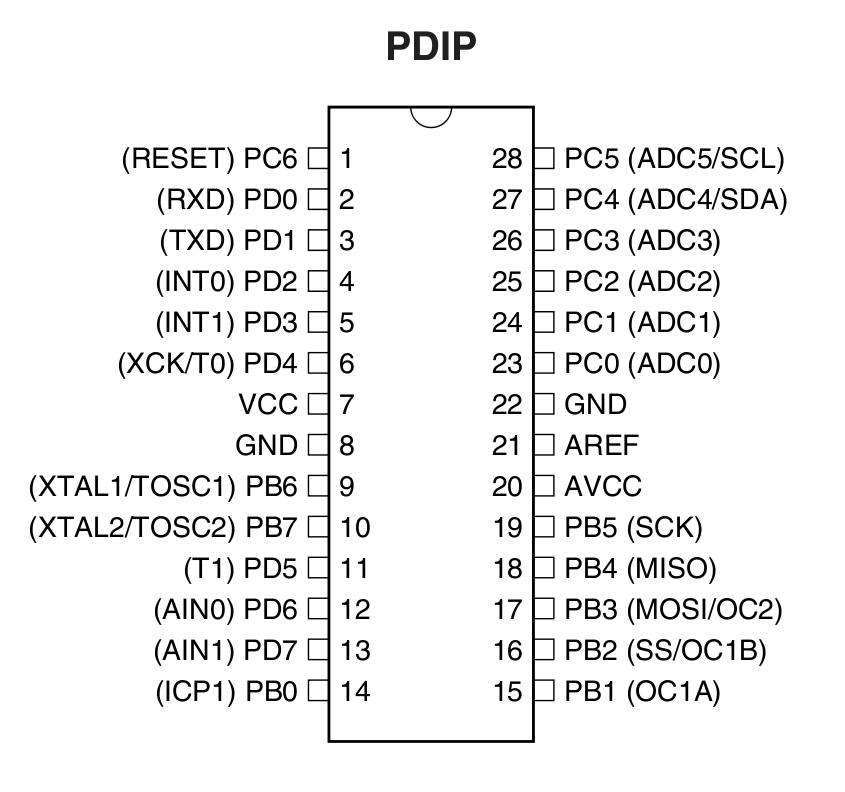 PDIP
(RESET) PC6 1 28 PC5 (ADC5/SCL)
(RXD) PD0 2 27 PC4 (ADC4/SDA)
(TXD) PD1 3 26 PC3 (ADC3)
(INT0) PD2 4 25 PC2 (ADC2)
(INT1) PD3 5 24 PC1 (ADC1)
(XCK/T0) PD4 6 23 PC0 (ADC0)
VCC 7 22 GND
GND 8 21 AREF
(XTAL1/TOSC1) PB6 9 20 AVCC
(XTAL2/TOSC2) PB7 10 19 PB5 (SCK)
(T1) PD5 11 18 PB4 (MISO)
(AIN0) PD6 12 17 PB3 (MOSI/OC2)
(AIN1) PD7 13 16 PB2 (SS/OC1B)
(ICP1) PB0 14 15 PB1 (OC1A)